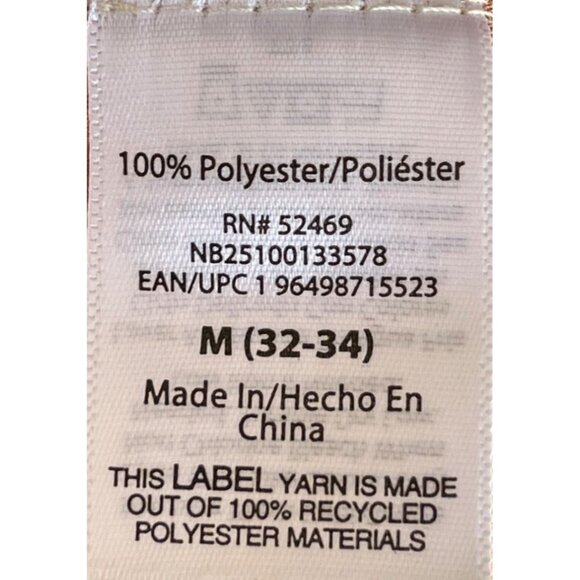 100% Polyester/Poliéster
RN# 52469
NB25100133578
EAN/UPC 1 96498715523
M (32-34)
Made In/Hecho En
China
THIS LABEL YARN IS MADE
OUT OF 100% RECYCLED
POLYESTER MATERIALS